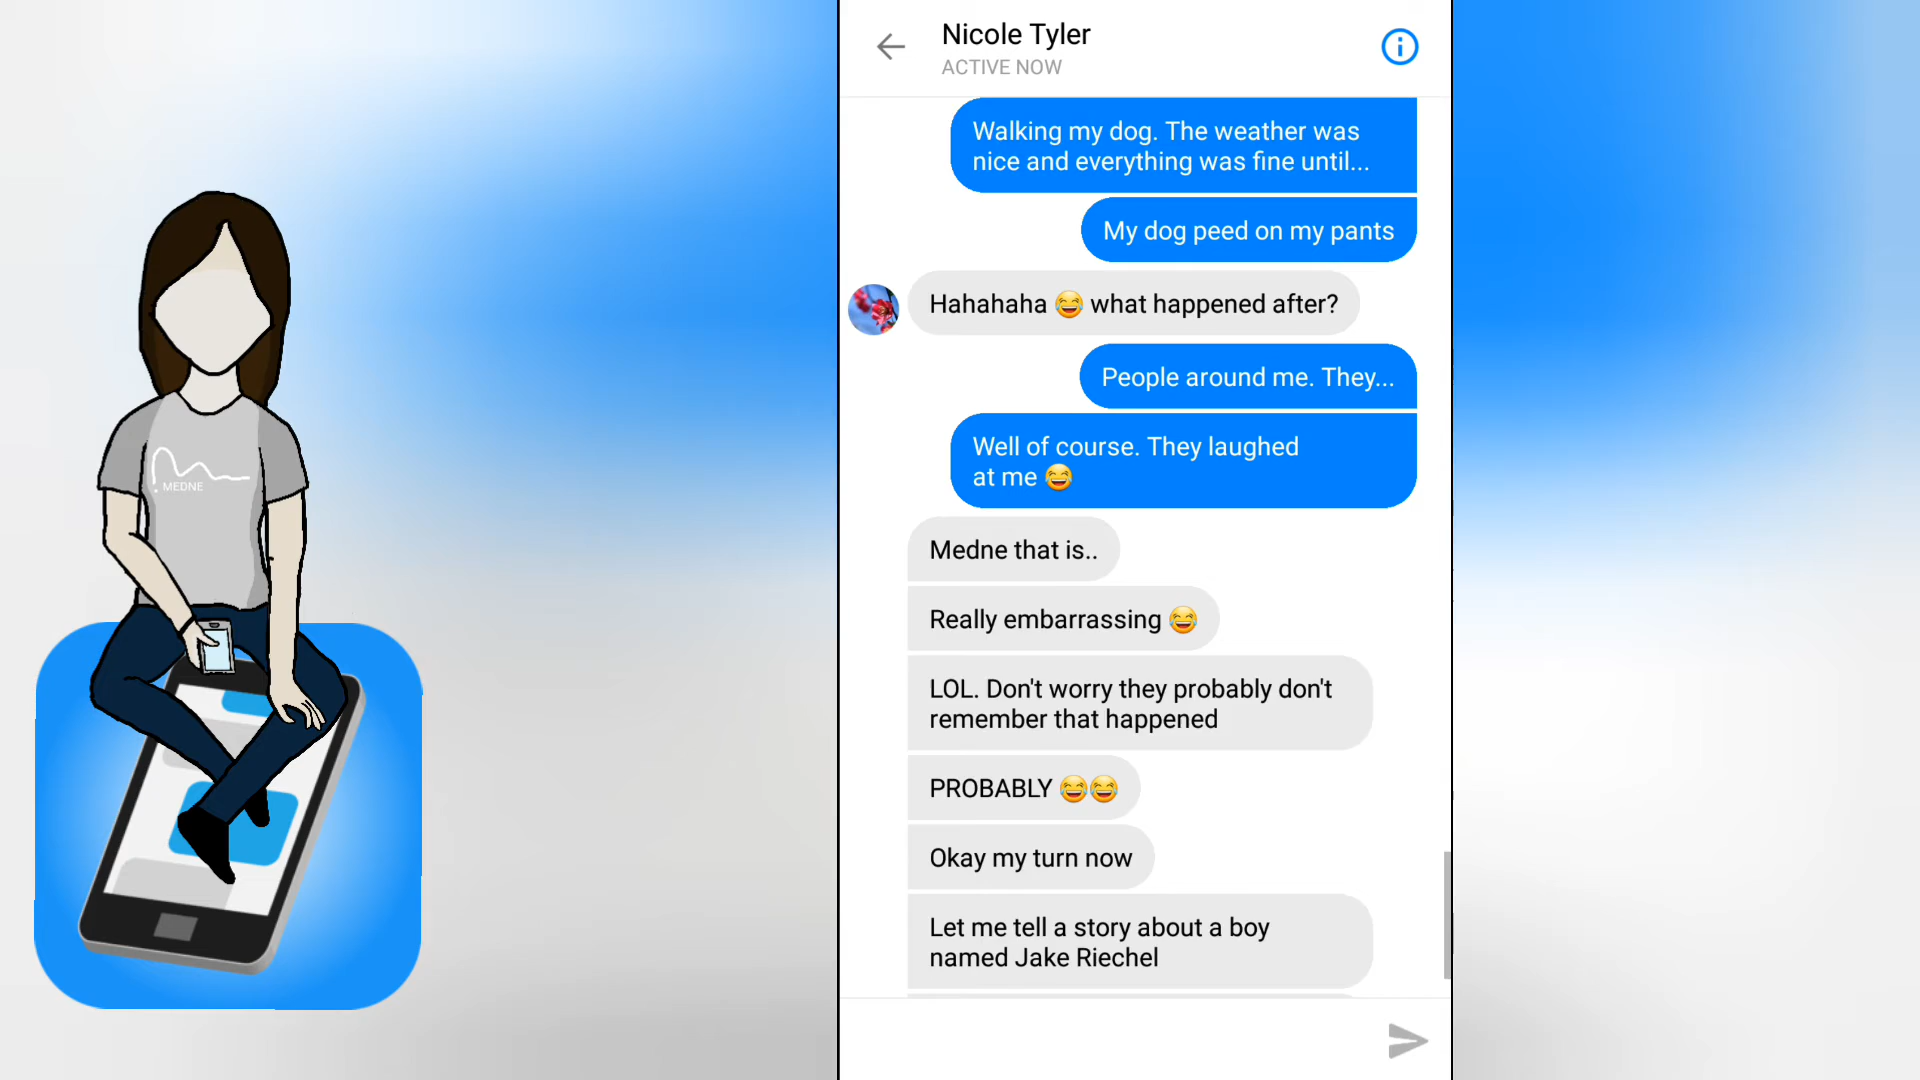 Nicole Tyler
ACTIVE NOW
Walking my dog. The weather was
nice and everything was fine until...
My dog peed on my pants
Hahahaha 😂 what happened after?
People around me. They...
Well of course. They laughed
at me 😂
Medne that is..
Really embarrassing 😂
LOL. Don't worry they probably don't
remember that happened
PROBABLY 😂😂
Okay my turn now
Let me tell a story about a boy
named Jake Riechel
MEDNE